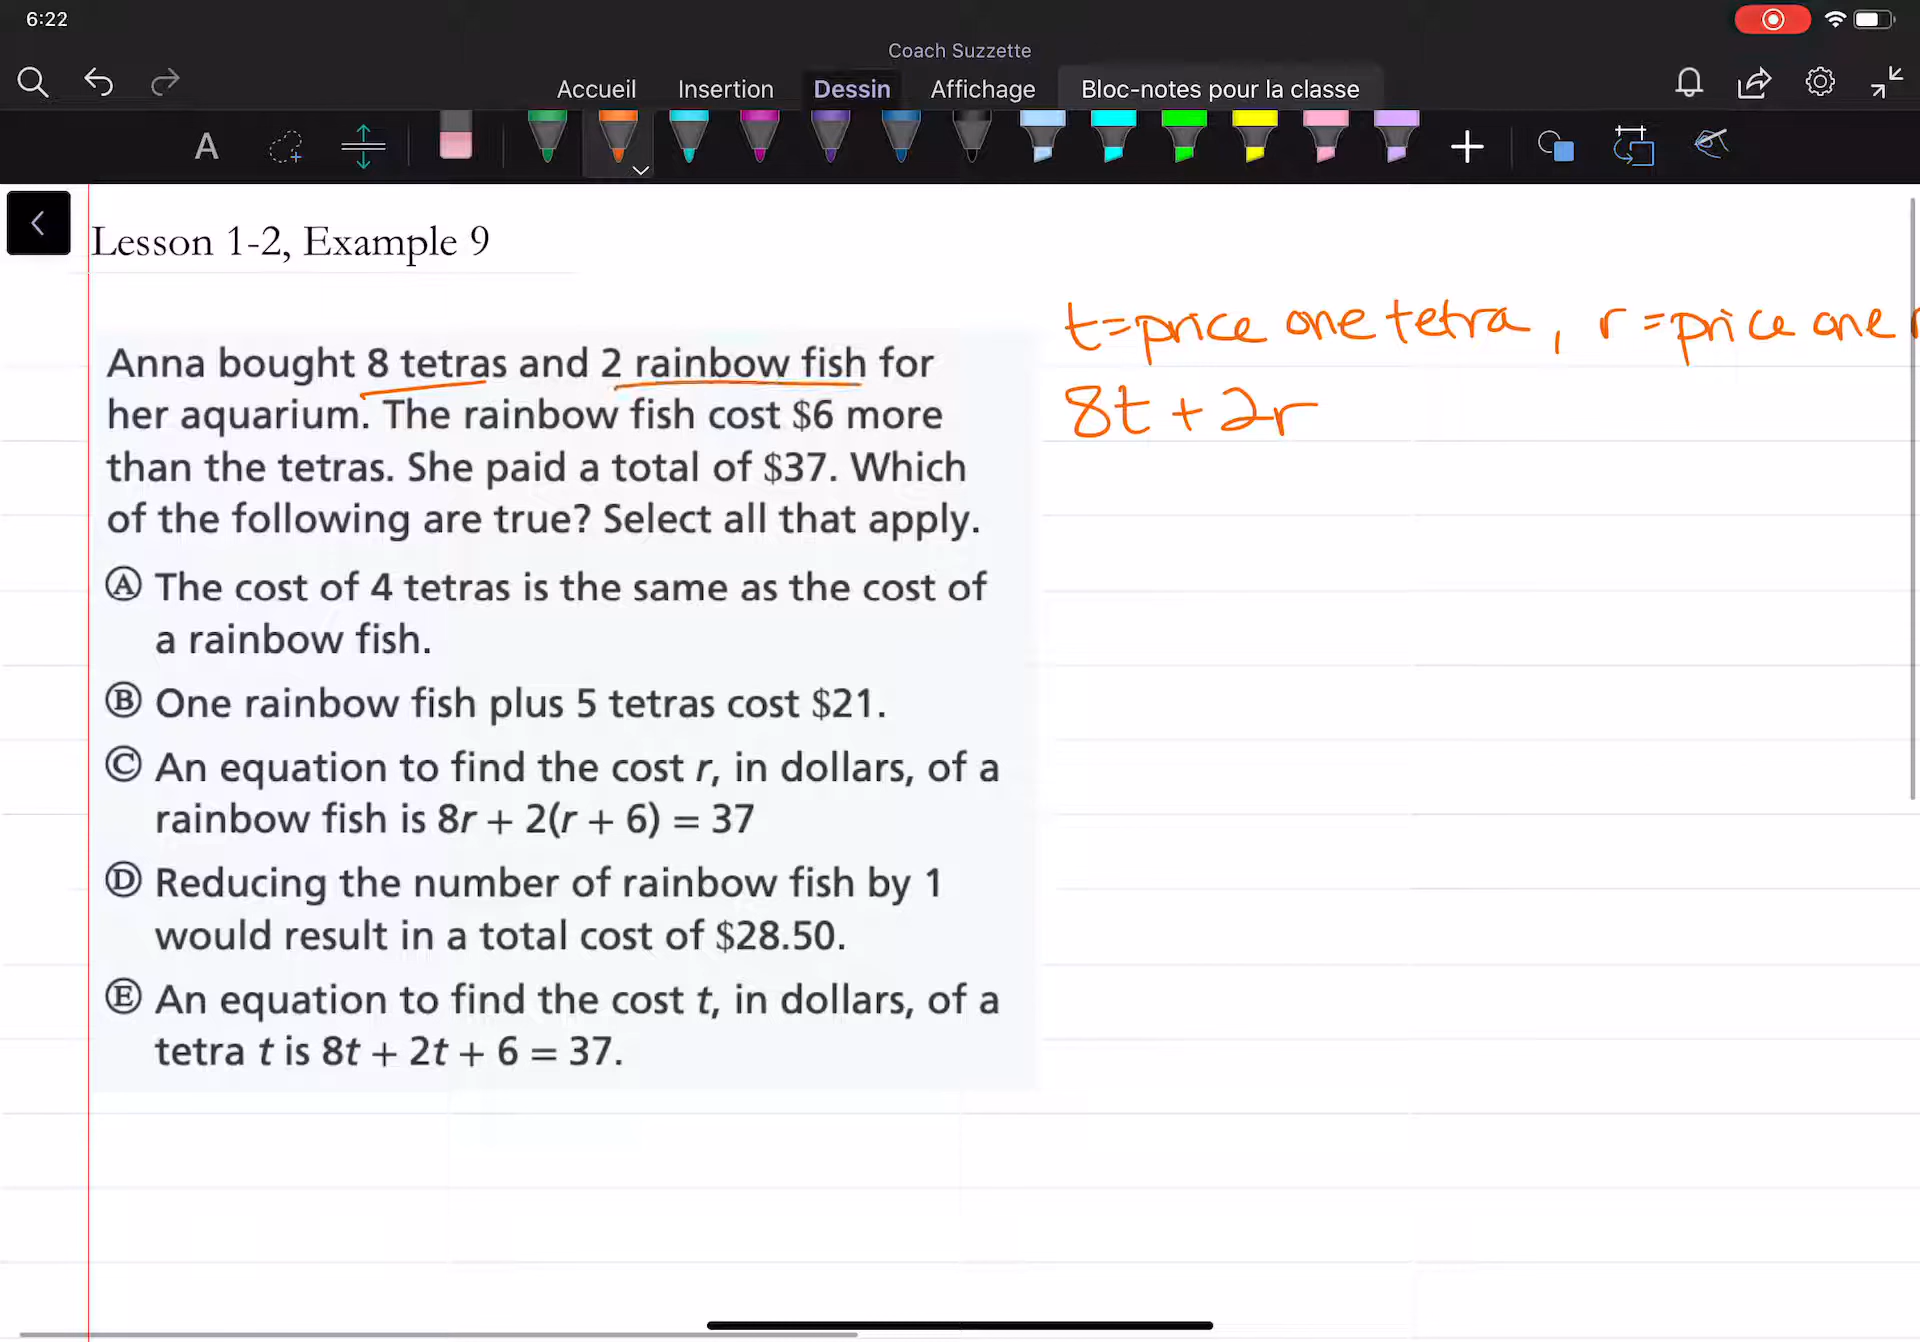 6:22
Coach Suzzette
Accueil Insertion Dessin Affichage Bloc-notes pour la classe
A
Lesson 1-2, Example 9
t=price one tetra, r=price one
8t + 2r
Anna bought 8 tetras and 2 rainbow fish for
her aquarium. The rainbow fish cost $6 more
than the tetras. She paid a total of $37. Which
of the following are true? Select all that apply.
Ⓐ The cost of 4 tetras is the same as the cost of
a rainbow fish.
Ⓑ One rainbow fish plus 5 tetras cost $21.
Ⓒ An equation to find the cost r, in dollars, of a
rainbow fish is 8r + 2(r + 6) = 37
Ⓓ Reducing the number of rainbow fish by 1
would result in a total cost of $28.50.
Ⓔ An equation to find the cost t, in dollars, of a
tetra t is 8t + 2t + 6 = 37.